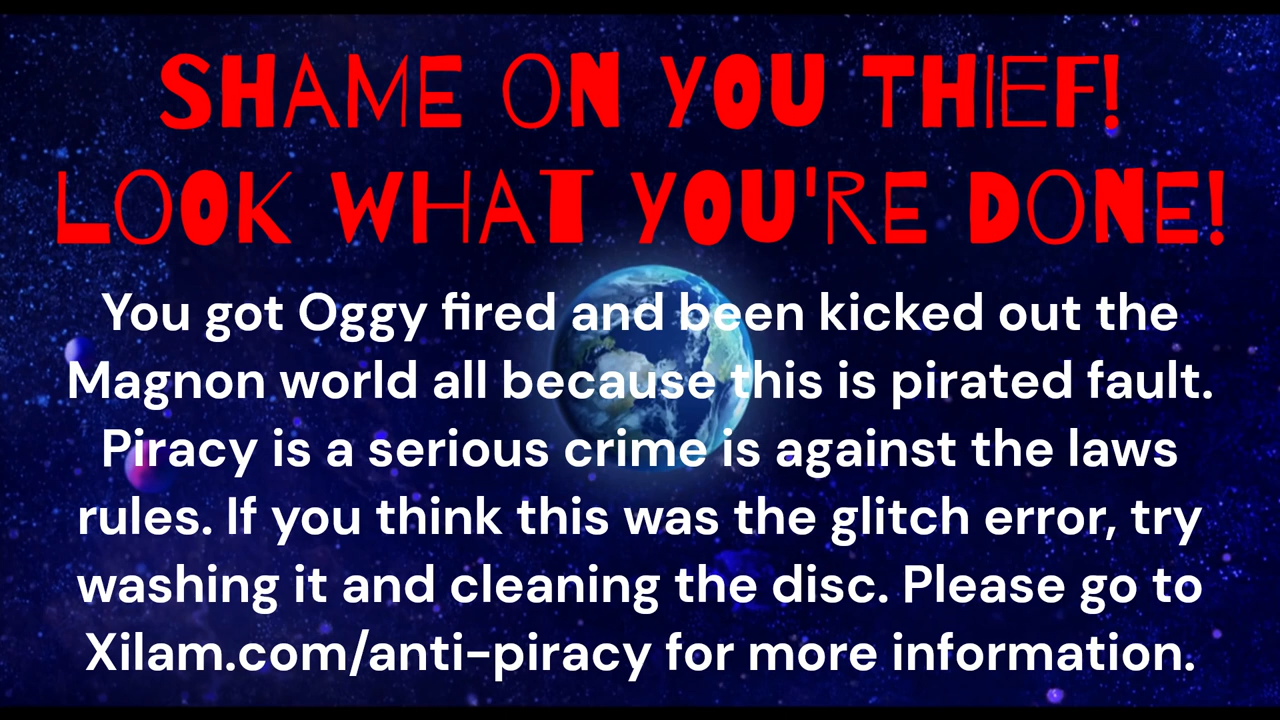 SHAME ON YOU THIEF!
LOOK WHAT YOU'RE DONE!
You got Oggy fired and been kicked out the
Magnon world all because this is pirated fault.
Piracy is a serious crime is against the laws
rules. If you think this was the glitch error, try
washing it and cleaning the disc. Please go to
Xilam.com/anti-piracy for more information.